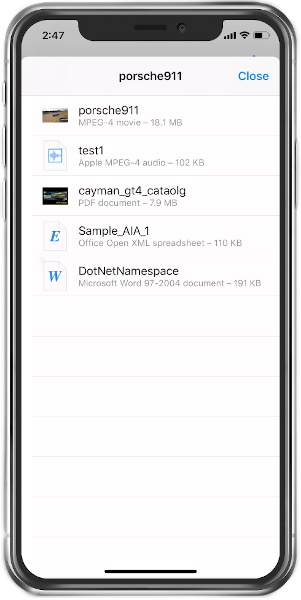 2:47
porsche911 Close
porsche911
MPEG-4 movie – 18.1 MB
test1
Apple MPEG-4 audio – 102 KB
cayman_gt4_cataolg
PDF document – 7.9 MB
E
Sample_AIA_1
Office Open XML spreadsheet – 110 KB
W
DotNetNamespace
Microsoft Word 97-2004 document – 191 KB